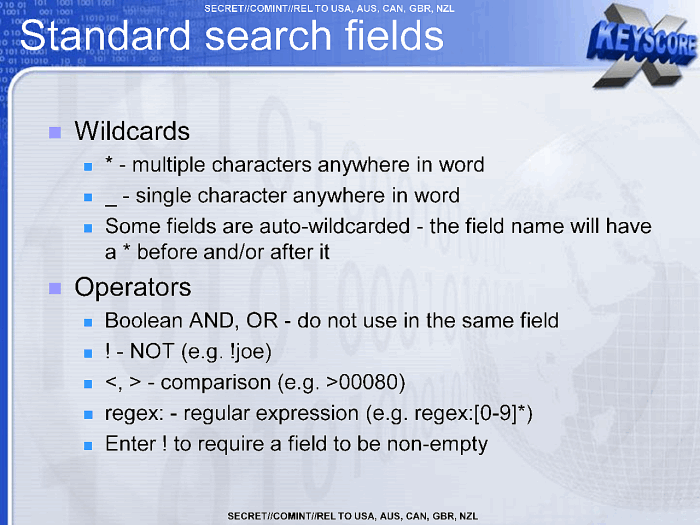 SECRET//COMINT//REL TO USA, AUS, CAN, GBR, NZL
Standard search fields
X KEYSCORE
Wildcards
* - multiple characters anywhere in word
_ - single character anywhere in word
Some fields are auto-wildcarded - the field name will have
a * before and/or after it
Operators
Boolean AND, OR - do not use in the same field
! - NOT (e.g. !joe)
<, > - comparison (e.g. >00080)
regex: - regular expression (e.g. regex:[0-9]*)
Enter ! to require a field to be non-empty
SECRET//COMINT//REL TO USA, AUS, CAN, GBR, NZL